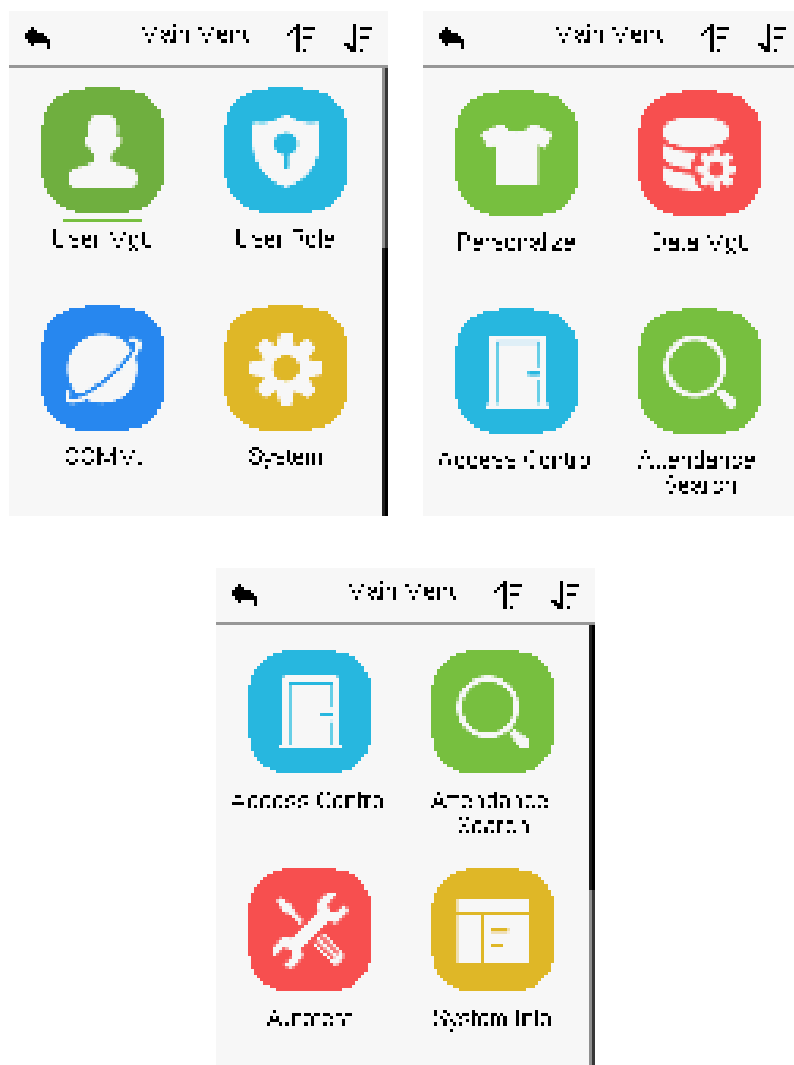 Main Menu
User Mgt.
User Role
COMM.
System
Main Menu
Personalize
Data Mgt.
Access Control
Attendance
Search
Main Menu
Access Control
Attendance
Search
Autotest
System Info